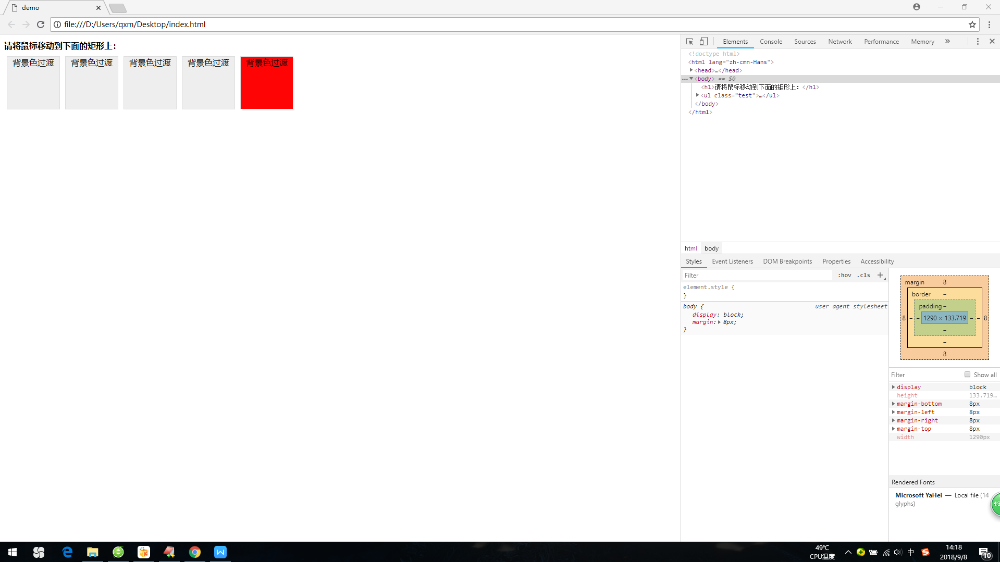 demo
file:///D:/Users/qxm/Desktop/index.html
请将鼠标移动到下面的矩形上：
背景色过渡 背景色过渡 背景色过渡 背景色过渡 背景色过渡
Elements Console Sources Network Performance Memory »
<!doctype html>
<html lang="zh-cmn-Hans">
<head>…</head>
<body> == $0
<h1>请将鼠标移动到下面的矩形上：</h1>
<ul class="test">…</ul>
</body>
</html>
html body
Styles Event Listeners DOM Breakpoints Properties Accessibility
Filter :hov .cls +
element.style {
}
body { user agent stylesheet
display: block;
margin: 8px;
}
margin 8
border –
padding –
8 – – 1290 × 133.719 – – 8
–
–
8
Filter Show all
display block
height 133.719…
margin-bottom 8px
margin-left 8px
margin-right 8px
margin-top 8px
width 1290px
Rendered Fonts
Microsoft YaHei — Local file (14
glyphs)
43
49℃
CPU温度
中
14:18
2018/9/8
10